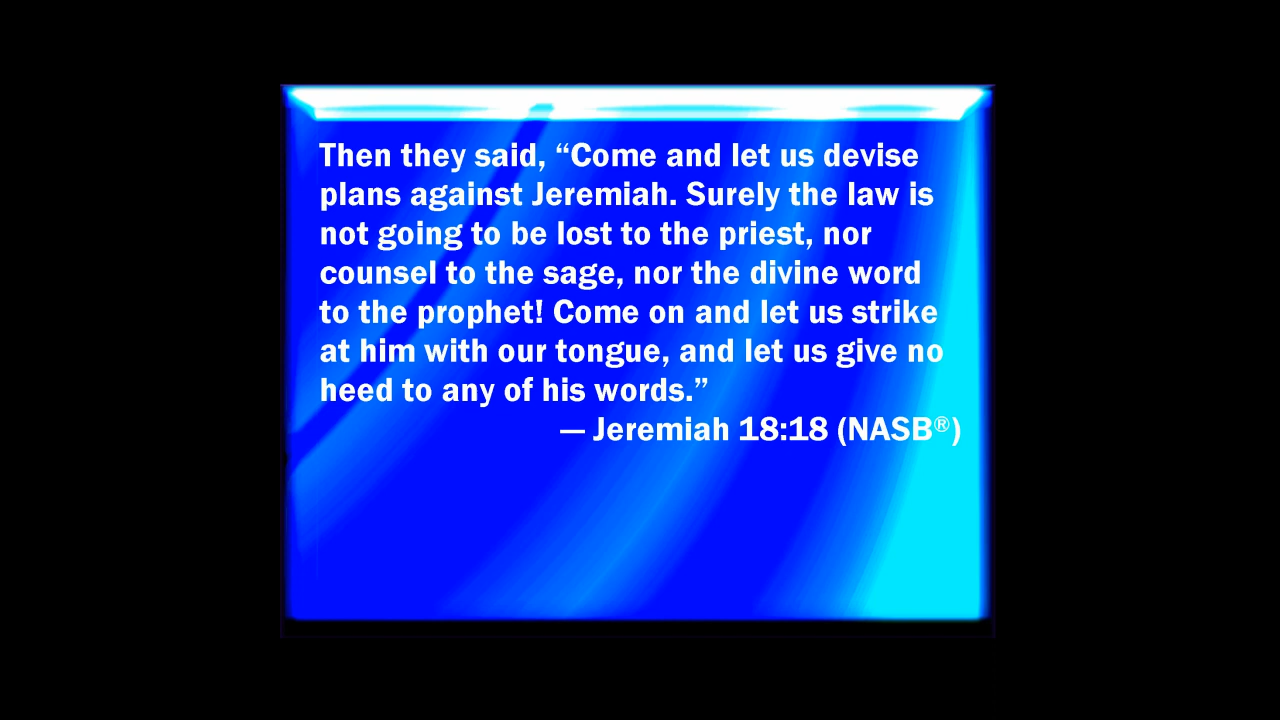 Then they said, “Come and let us devise
plans against Jeremiah. Surely the law is
not going to be lost to the priest, nor
counsel to the sage, nor the divine word
to the prophet! Come on and let us strike
at him with our tongue, and let us give no
heed to any of his words.”
— Jeremiah 18:18 (NASB®)